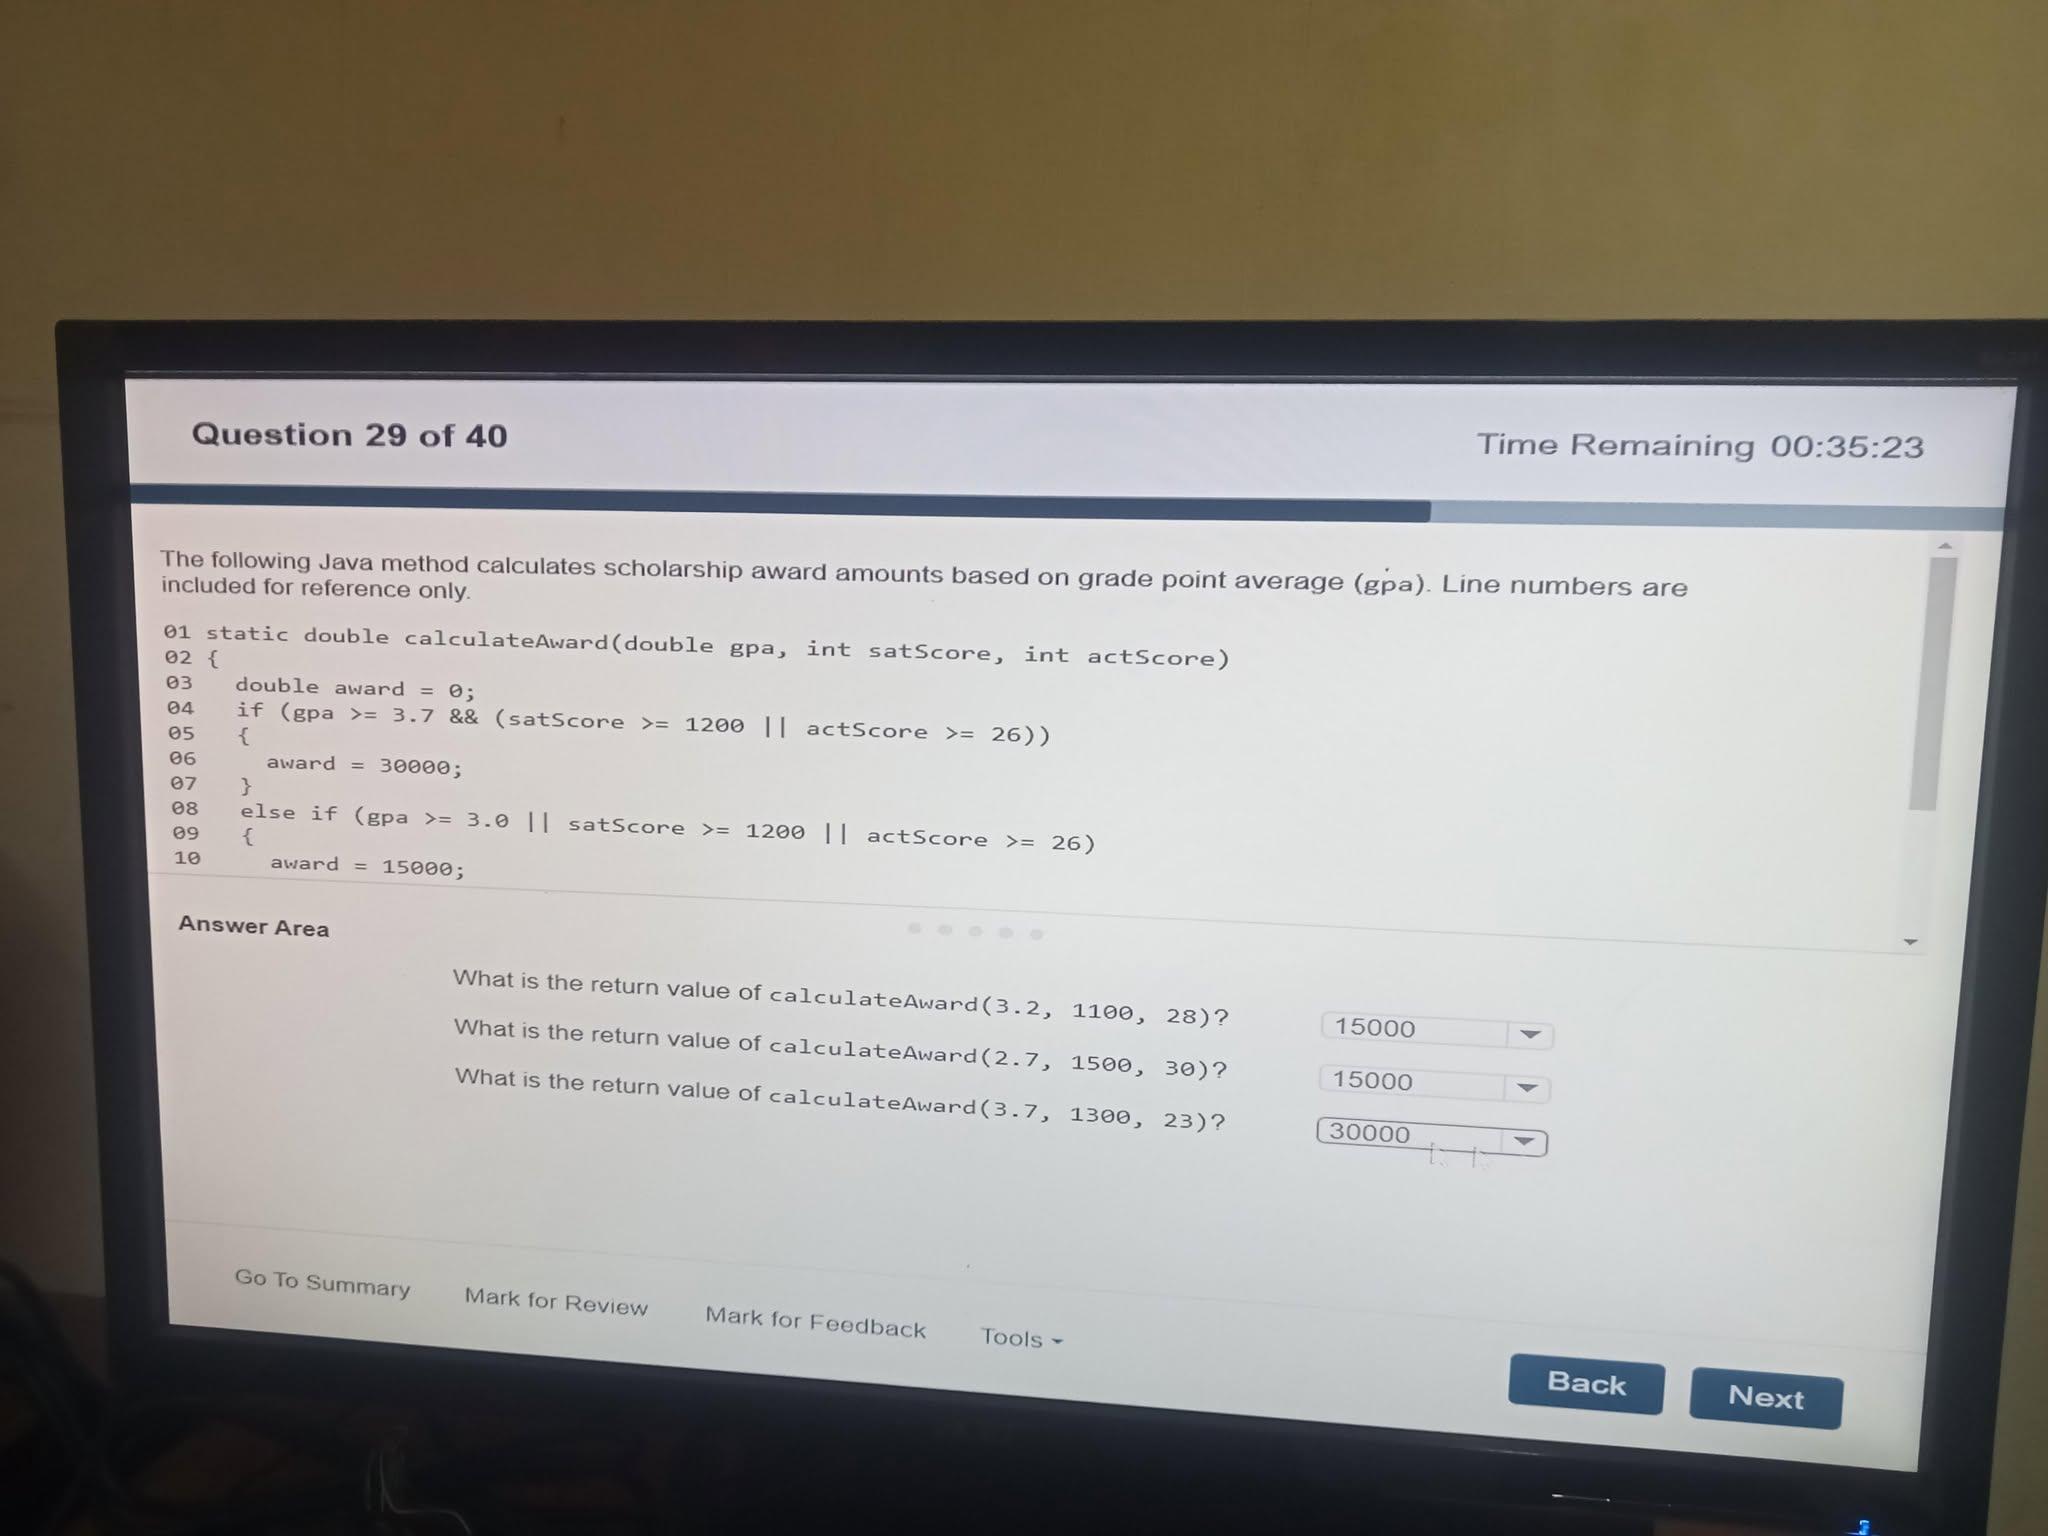 Question 29 of 40
Time Remaining 00:35:23
The following Java method calculates scholarship award amounts based on grade point average (gpa). Line numbers are
included for reference only.
01 static double calculateAward(double gpa, int satScore, int actScore)
02 {
03 double award = 0;
04 if (gpa >= 3.7 && (satScore >= 1200 || actScore >= 26))
05 {
06 award = 30000;
07 }
08 else if (gpa >= 3.0 || satScore >= 1200 || actScore >= 26)
09 {
10 award = 15000;
Answer Area
What is the return value of calculateAward(3.2, 1100, 28)? 15000
What is the return value of calculateAward(2.7, 1500, 30)? 15000
What is the return value of calculateAward(3.7, 1300, 23)? 30000
Go To Summary Mark for Review Mark for Feedback Tools
Back Next